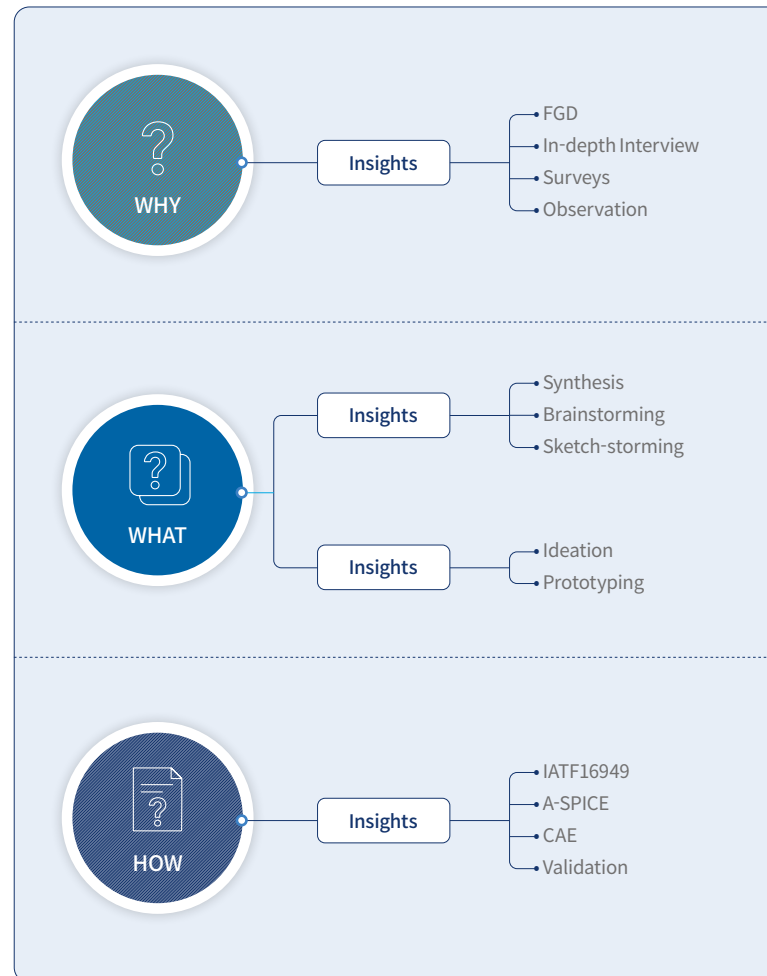 ?
WHY
Insights
FGD
In-depth Interview
Surveys
Observation
?
WHAT
Insights
Synthesis
Brainstorming
Sketch-storming
Insights
Ideation
Prototyping
?
HOW
Insights
IATF16949
A-SPICE
CAE
Validation